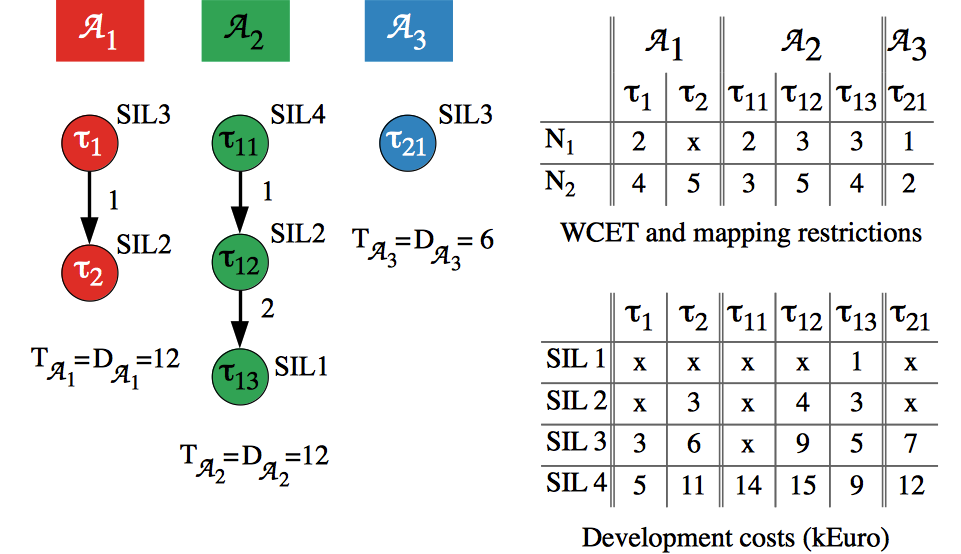 𝒜1 𝒜2 𝒜3
SIL3 SIL4 SIL3
τ1 τ11 τ21
1 1
SIL2 SIL2
τ2 τ12
2
SIL1
τ13
T𝒜3=D𝒜3= 6
T𝒜1=D𝒜1=12
T𝒜2=D𝒜2=12
𝒜1 𝒜2 𝒜3
τ1 τ2 τ11 τ12 τ13 τ21
N1 2 x 2 3 3 1
N2 4 5 3 5 4 2
WCET and mapping restrictions
τ1 τ2 τ11 τ12 τ13 τ21
SIL 1 x x x x 1 x
SIL 2 x 3 x 4 3 x
SIL 3 3 6 x 9 5 7
SIL 4 5 11 14 15 9 12
Development costs (kEuro)